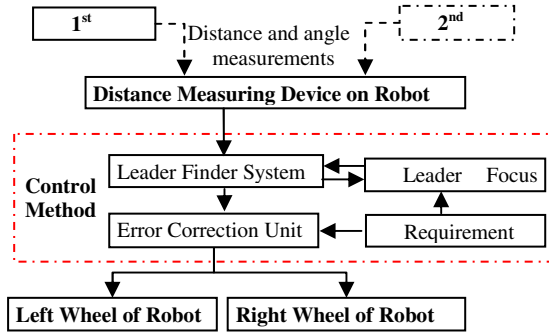 1st
2nd
Distance and angle
measurements
Distance Measuring Device on Robot
Control
Method
Leader Finder System
Leader Focus
Error Correction Unit
Requirement
Left Wheel of Robot
Right Wheel of Robot